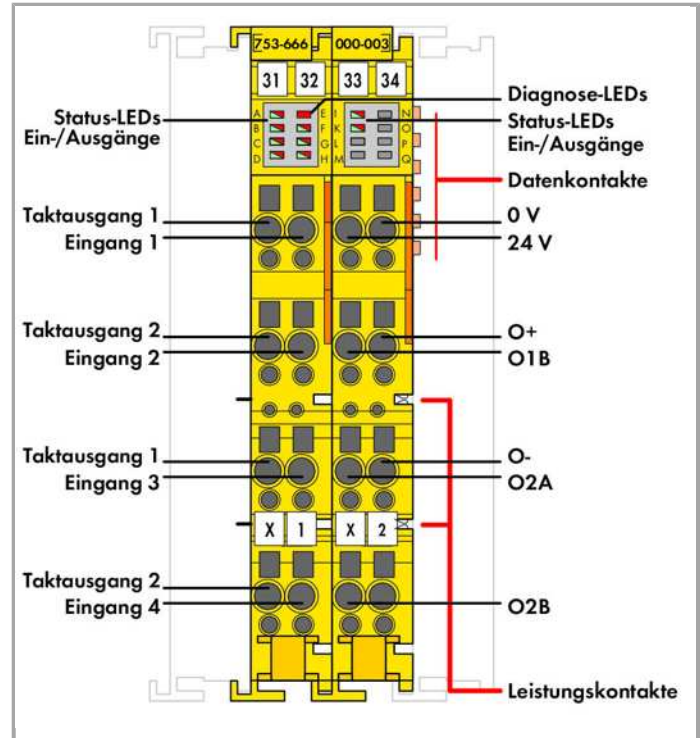 753-666 000-003
31 32 33 34
Diagnose-LEDs
Status-LEDs
Ein-/Ausgänge
A
B
C
D
E
F
G
H
I
K
L
M
N
O
P
Q
Status-LEDs
Ein-/Ausgänge
Datenkontakte
Taktausgang 1
Eingang 1
0 V
24 V
Taktausgang 2
Eingang 2
O+
O1B
Taktausgang 1
Eingang 3
O-
O2A
X 1 X 2
Taktausgang 2
Eingang 4
O2B
Leistungskontakte